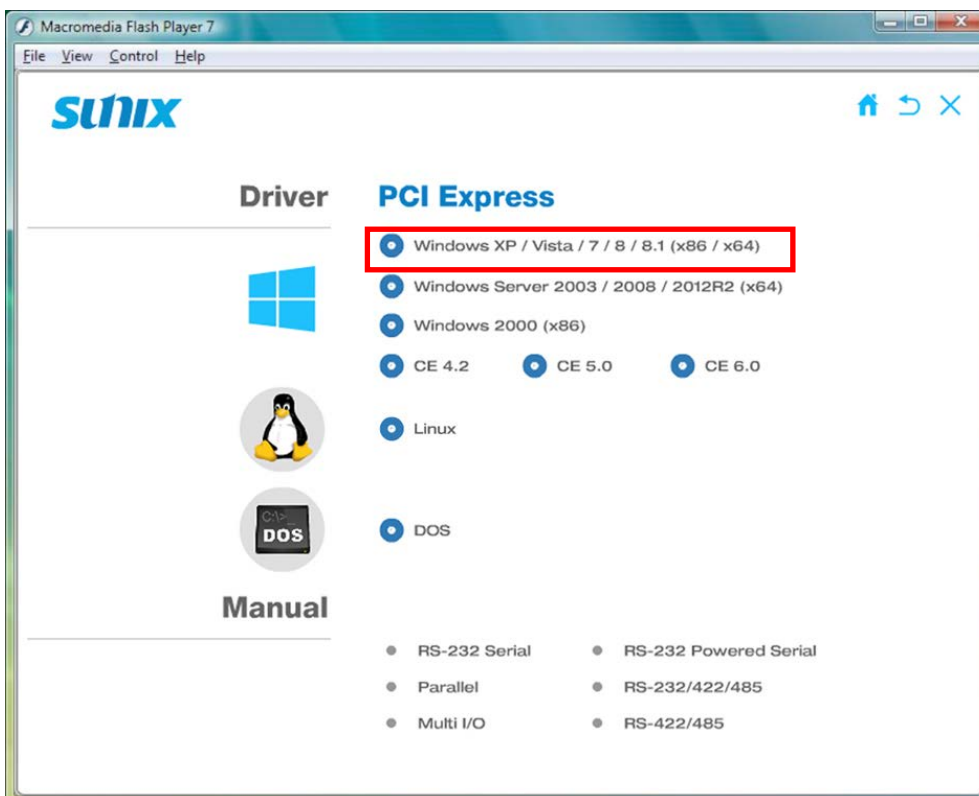 Macromedia Flash Player 7
File View Control Help
SUNIX
Driver
PCI Express
Windows XP / Vista / 7 / 8 / 8.1 (x86 / x64)
Windows Server 2003 / 2008 / 2012R2 (x64)
Windows 2000 (x86)
CE 4.2 CE 5.0 CE 6.0
Linux
C:\>_
DOS
DOS
Manual
RS-232 Serial RS-232 Powered Serial
Parallel RS-232/422/485
Multi I/O RS-422/485